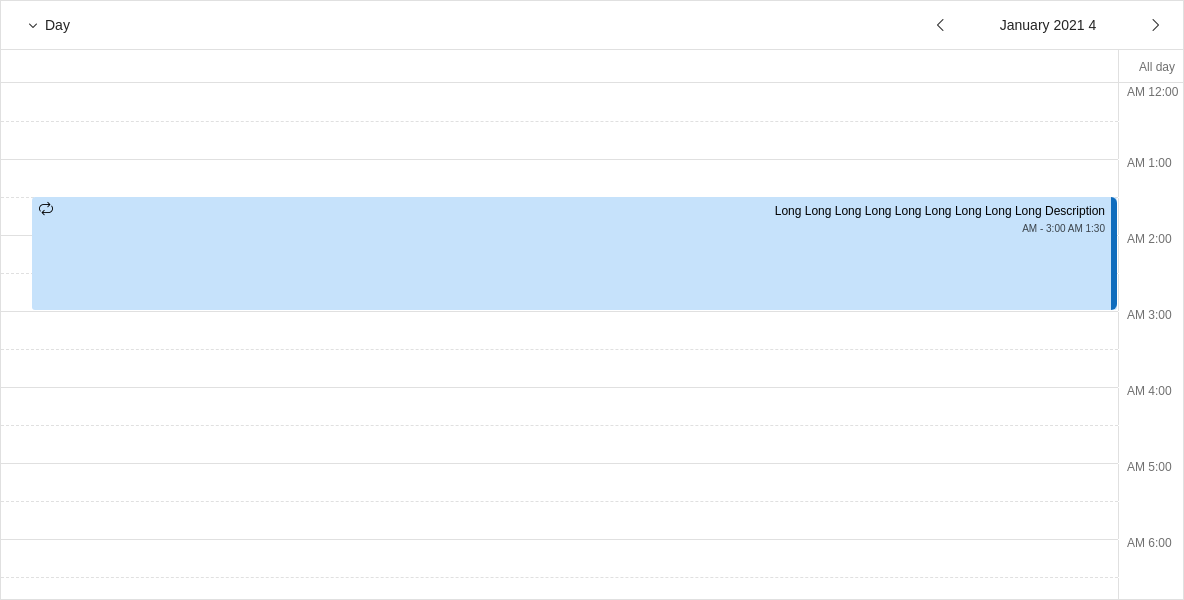 Day
January 2021 4
All day
AM 12:00
AM 1:00
Long Long Long Long Long Long Long Long Long Description
AM - 3:00 AM 1:30
AM 2:00
AM 3:00
AM 4:00
AM 5:00
AM 6:00